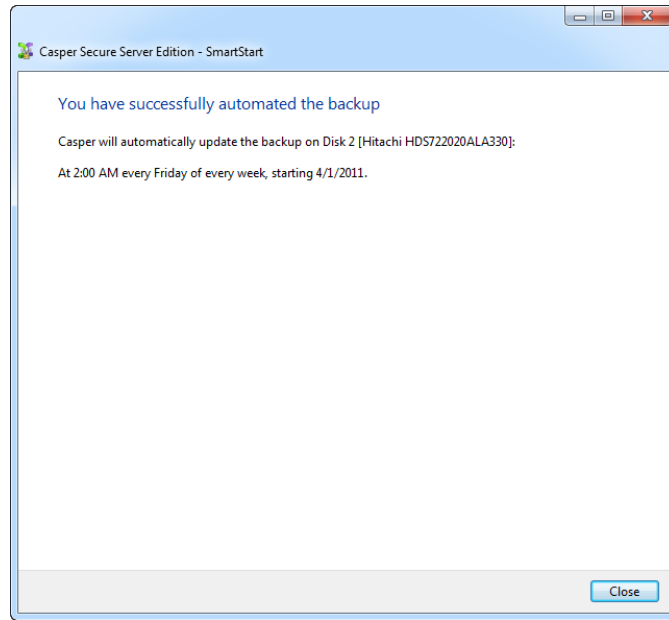 Casper Secure Server Edition - SmartStart
You have successfully automated the backup
Casper will automatically update the backup on Disk 2 [Hitachi HDS722020ALA330]:
At 2:00 AM every Friday of every week, starting 4/1/2011.
Close